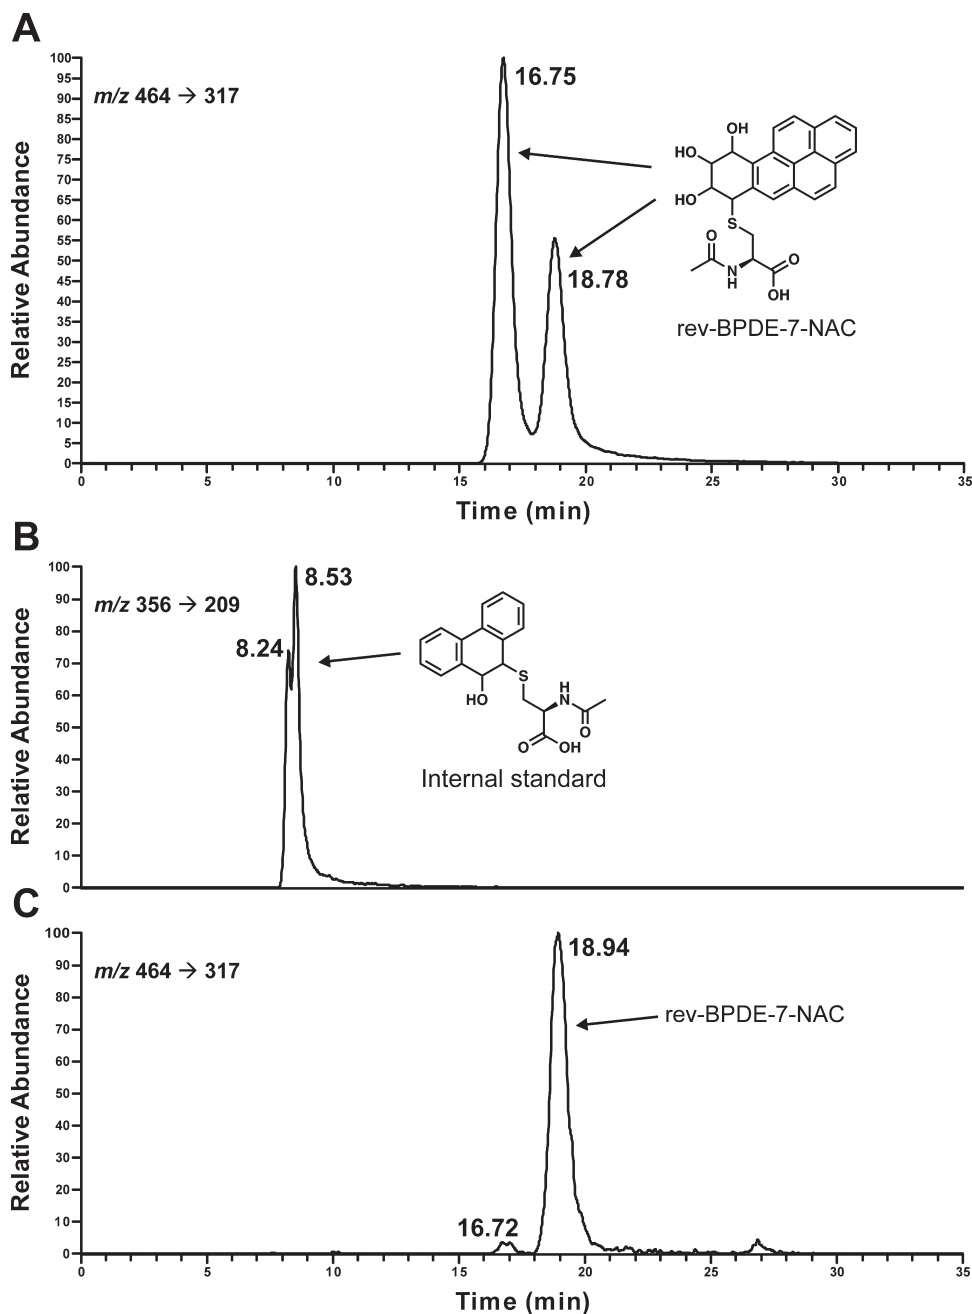 A
Relative Abundance
100
95
90
85
80
75
70
65
60
55
50
45
40
35
30
25
20
15
10
5
0
m/z 464 → 317
16.75
18.78
OH
HO
HO
S
O
N
H
O
OH
rev-BPDE-7-NAC
0 5 10 15 20 25 30 35
Time (min)
B
Relative Abundance
100
90
80
70
60
50
40
30
20
10
0
m/z 356 → 209
8.53
8.24
S
HO
H
N
O
O
OH
Internal standard
C
Relative Abundance
100
90
80
70
60
50
40
30
20
10
0
m/z 464 → 317
18.94
rev-BPDE-7-NAC
16.72
0 5 10 15 20 25 30 35
Time (min)